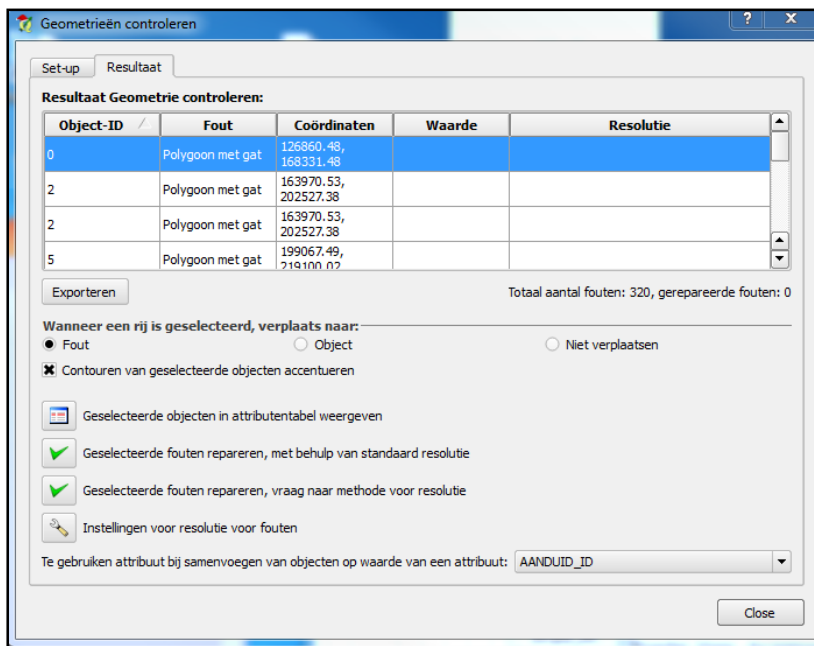 Geometrieën controleren
Set-up Resultaat
Resultaat Geometrie controleren:
Object-ID Fout Coördinaten Waarde Resolutie
0 Polygoon met gat 126860.48, 168331.48
2 Polygoon met gat 163970.53, 202527.38
2 Polygoon met gat 163970.53, 202527.38
5 Polygoon met gat 199067.49, 219100.02
Exporteren Totaal aantal fouten: 320, gerepareerde fouten: 0
Wanneer een rij is geselecteerd, verplaats naar:
Fout Object Niet verplaatsen
Contouren van geselecteerde objecten accentueren
Geselecteerde objecten in attributentabel weergeven
Geselecteerde fouten repareren, met behulp van standaard resolutie
Geselecteerde fouten repareren, vraag naar methode voor resolutie
Instellingen voor resolutie voor fouten
Te gebruiken attribuut bij samenvoegen van objecten op waarde van een attribuut: AANDUID_ID
Close